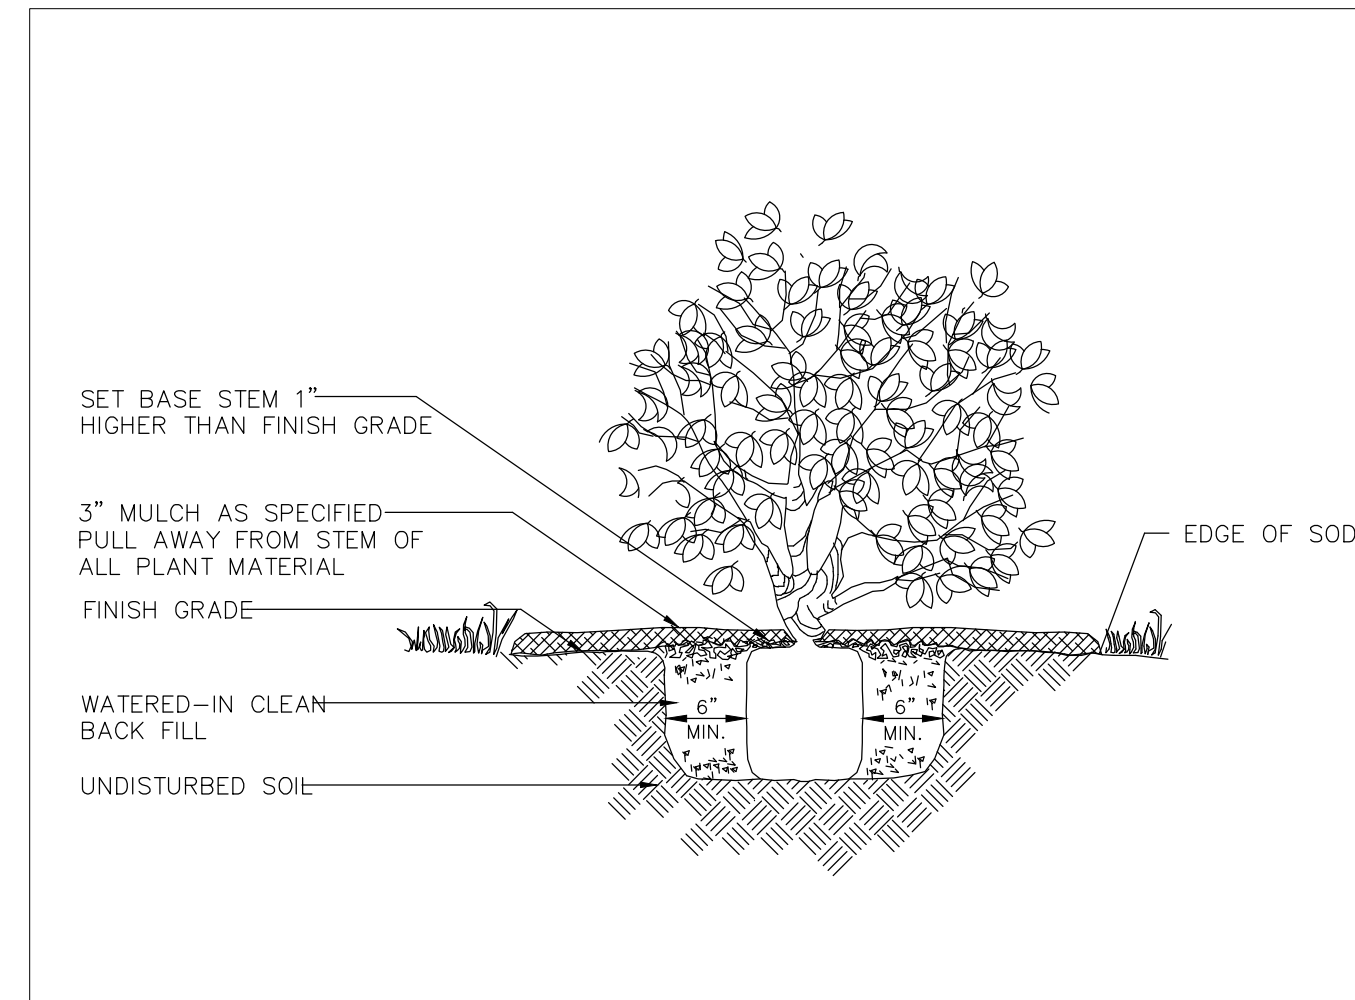 SET BASE STEM 1”
HIGHER THAN FINISH GRADE
3” MULCH AS SPECIFIED
PULL AWAY FROM STEM OF
ALL PLANT MATERIAL
EDGE OF SOD
FINISH GRADE
WATERED-IN CLEAN
BACK FILL
6”
MIN.
6”
MIN.
UNDISTURBED SOIL